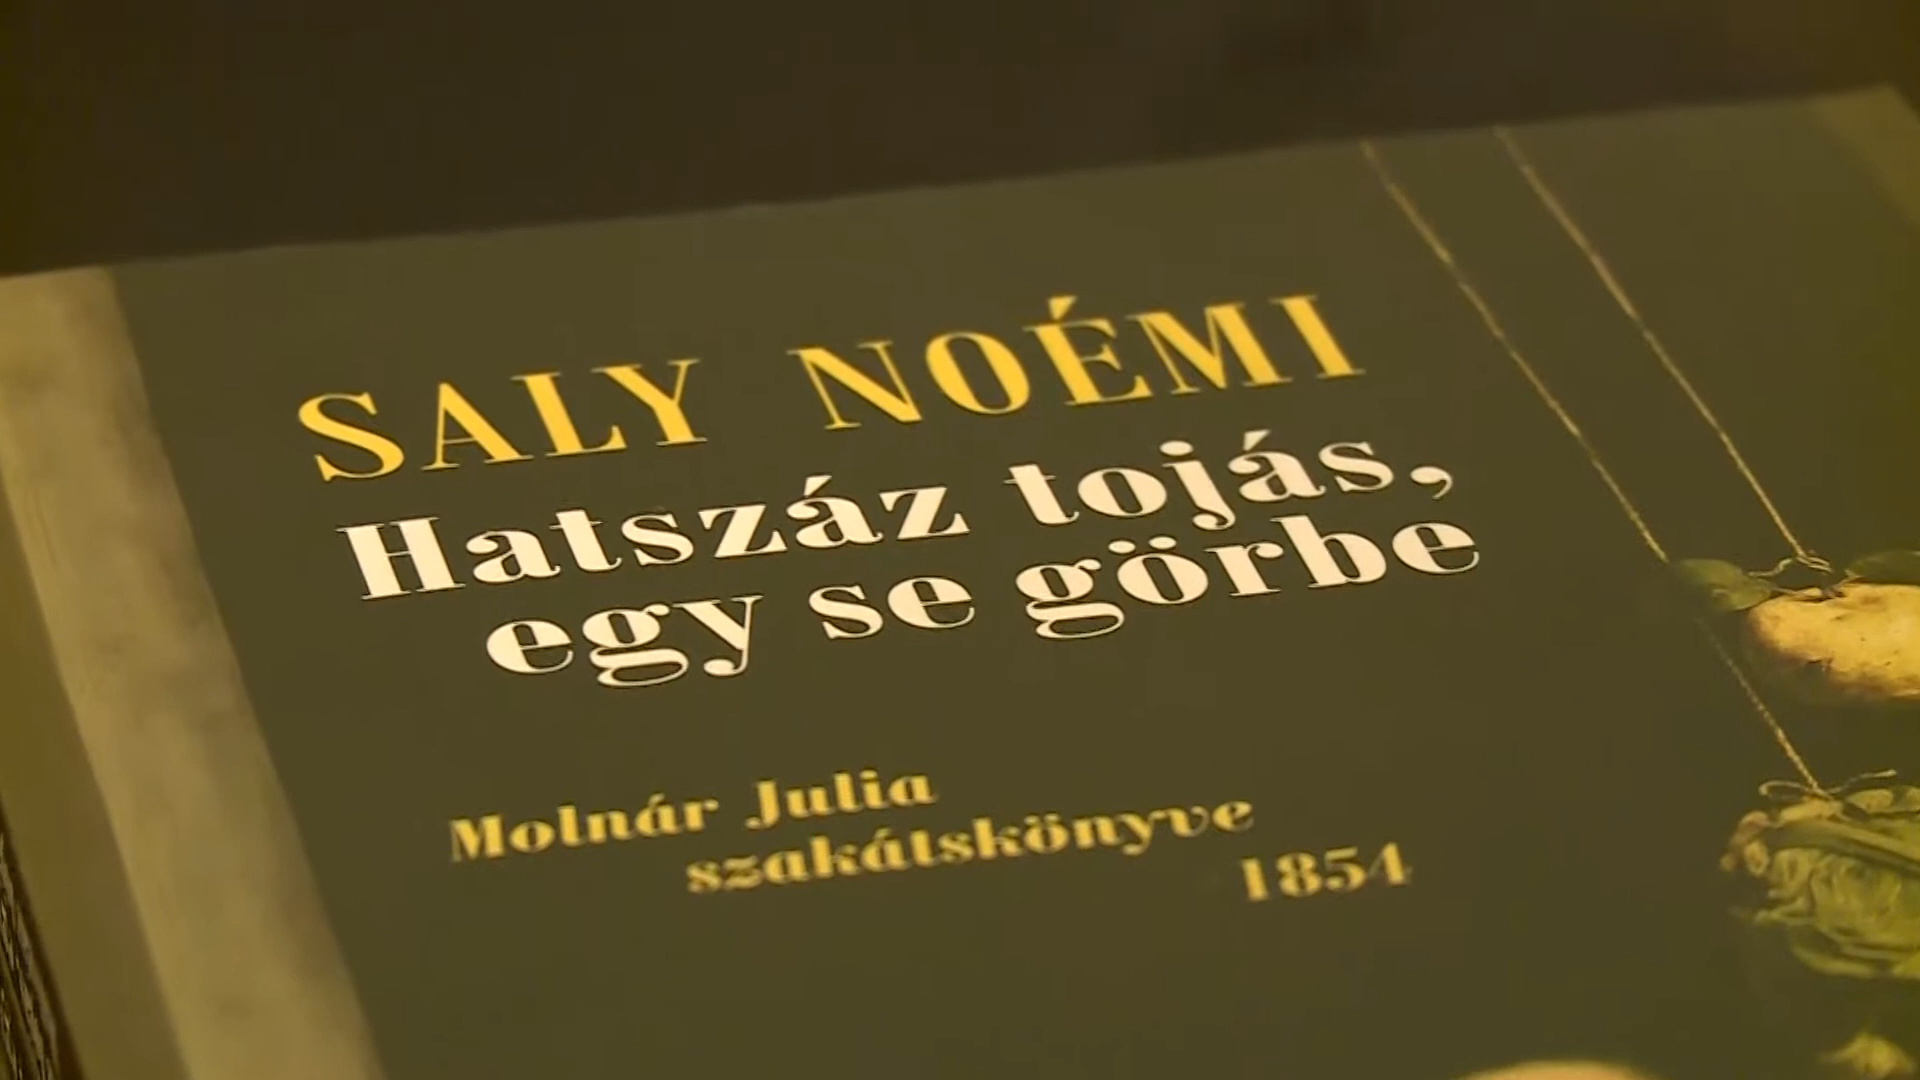 SALY NOÉMI
Hatszáz tojás,
egy se görbe
Molnár Julia
szakátskönyve
1854